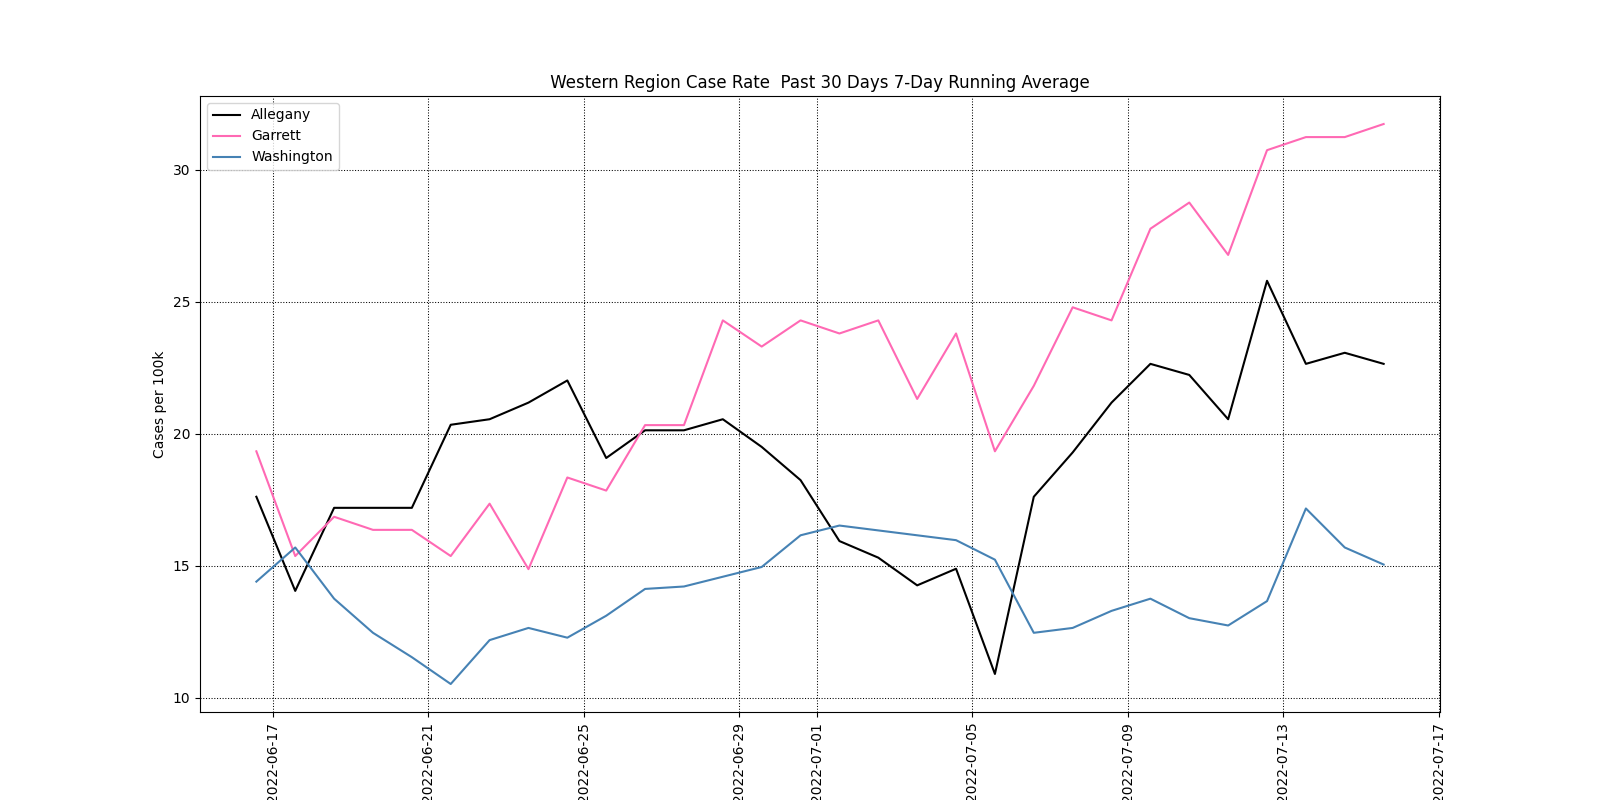 Western Region Case Rate  Past 30 Days 7-Day Running Average
Allegany
Garrett
Washington
Cases per 100k
30
25
20
15
10
2022-06-17
2022-06-21
2022-06-25
2022-06-29
2022-07-01
2022-07-05
2022-07-09
2022-07-13
2022-07-17